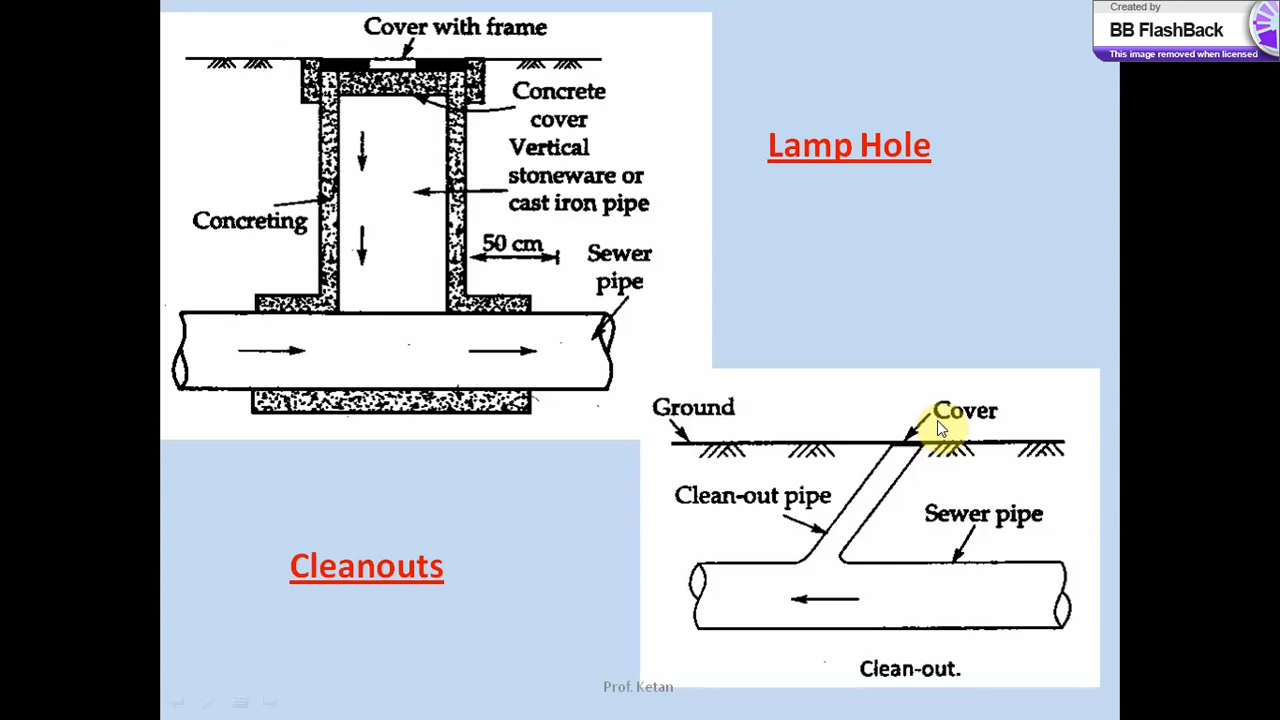 Created by
BB FlashBack
This image removed when licensed
Cover with frame
Concrete
cover
Vertical
stoneware or
cast iron pipe
Concreting
50 cm
Sewer
pipe
Lamp Hole
Ground
Cover
Clean-out pipe
Sewer pipe
Clean-out.
Cleanouts
Prof. Ketan